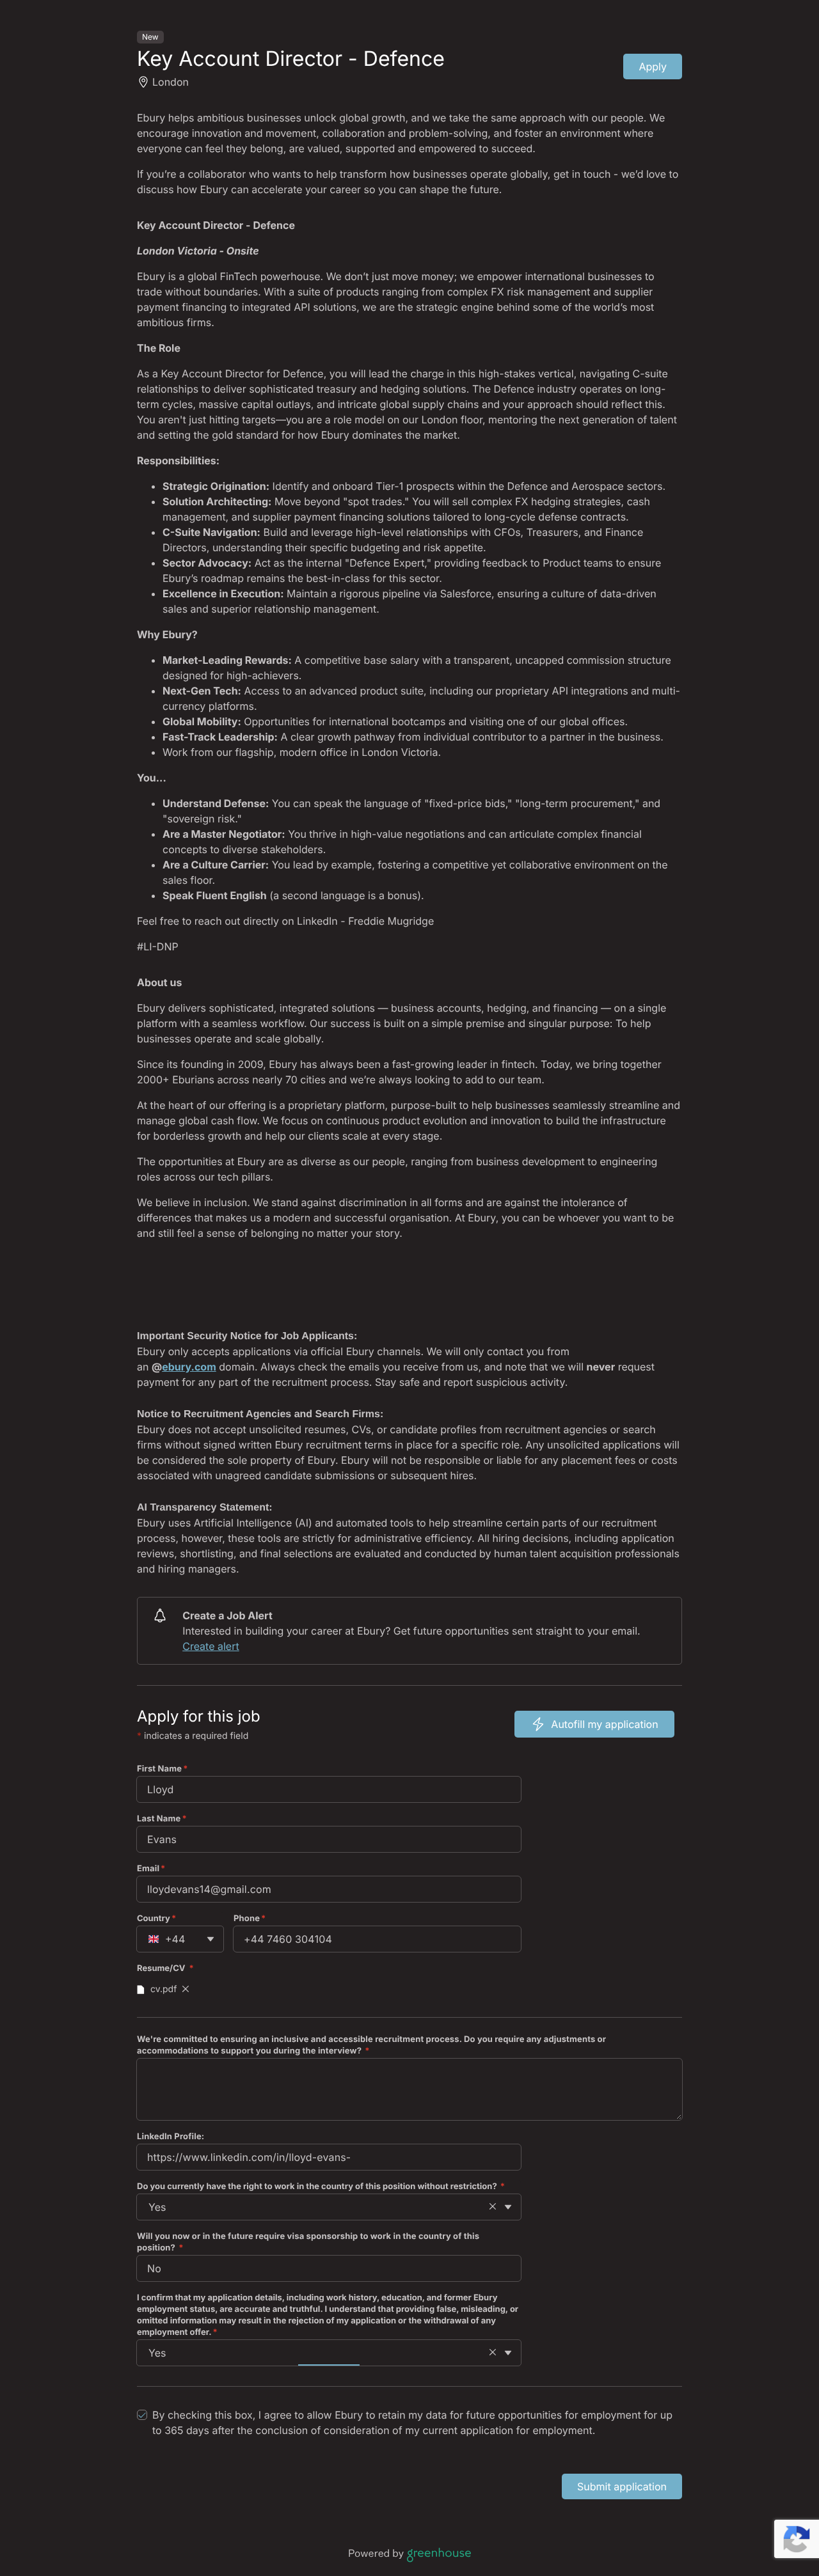 New
Key Account Director - Defence
Apply
London
Ebury helps ambitious businesses unlock global growth, and we take the same approach with our people. We
encourage innovation and movement, collaboration and problem-solving, and foster an environment where
everyone can feel they belong, are valued, supported and empowered to succeed.
If you’re a collaborator who wants to help transform how businesses operate globally, get in touch - we’d love to
discuss how Ebury can accelerate your career so you can shape the future.
Key Account Director - Defence
London Victoria - Onsite
Ebury is a global FinTech powerhouse. We don’t just move money; we empower international businesses to
trade without boundaries. With a suite of products ranging from complex FX risk management and supplier
payment financing to integrated API solutions, we are the strategic engine behind some of the world’s most
ambitious firms.
The Role
As a Key Account Director for Defence, you will lead the charge in this high-stakes vertical, navigating C-suite
relationships to deliver sophisticated treasury and hedging solutions. The Defence industry operates on long-
term cycles, massive capital outlays, and intricate global supply chains and your approach should reflect this.
You aren't just hitting targets—you are a role model on our London floor, mentoring the next generation of talent
and setting the gold standard for how Ebury dominates the market.
Responsibilities:
• Strategic Origination: Identify and onboard Tier-1 prospects within the Defence and Aerospace sectors.
• Solution Architecting: Move beyond "spot trades." You will sell complex FX hedging strategies, cash
management, and supplier payment financing solutions tailored to long-cycle defense contracts.
• C-Suite Navigation: Build and leverage high-level relationships with CFOs, Treasurers, and Finance
Directors, understanding their specific budgeting and risk appetite.
• Sector Advocacy: Act as the internal "Defence Expert," providing feedback to Product teams to ensure
Ebury’s roadmap remains the best-in-class for this sector.
• Excellence in Execution: Maintain a rigorous pipeline via Salesforce, ensuring a culture of data-driven
sales and superior relationship management.
Why Ebury?
• Market-Leading Rewards: A competitive base salary with a transparent, uncapped commission structure
designed for high-achievers.
• Next-Gen Tech: Access to an advanced product suite, including our proprietary API integrations and multi-
currency platforms.
• Global Mobility: Opportunities for international bootcamps and visiting one of our global offices.
• Fast-Track Leadership: A clear growth pathway from individual contributor to a partner in the business.
• Work from our flagship, modern office in London Victoria.
You...
• Understand Defense: You can speak the language of "fixed-price bids," "long-term procurement," and
"sovereign risk."
• Are a Master Negotiator: You thrive in high-value negotiations and can articulate complex financial
concepts to diverse stakeholders.
• Are a Culture Carrier: You lead by example, fostering a competitive yet collaborative environment on the
sales floor.
• Speak Fluent English (a second language is a bonus).
Feel free to reach out directly on LinkedIn - Freddie Mugridge
#LI-DNP
About us
Ebury delivers sophisticated, integrated solutions — business accounts, hedging, and financing — on a single
platform with a seamless workflow. Our success is built on a simple premise and singular purpose: To help
businesses operate and scale globally.
Since its founding in 2009, Ebury has always been a fast-growing leader in fintech. Today, we bring together
2000+ Eburians across nearly 70 cities and we’re always looking to add to our team.
At the heart of our offering is a proprietary platform, purpose-built to help businesses seamlessly streamline and
manage global cash flow. We focus on continuous product evolution and innovation to build the infrastructure
for borderless growth and help our clients scale at every stage.
The opportunities at Ebury are as diverse as our people, ranging from business development to engineering
roles across our tech pillars.
We believe in inclusion. We stand against discrimination in all forms and are against the intolerance of
differences that makes us a modern and successful organisation. At Ebury, you can be whoever you want to be
and still feel a sense of belonging no matter your story.
Important Security Notice for Job Applicants:
Ebury only accepts applications via official Ebury channels. We will only contact you from
an @ebury.com domain. Always check the emails you receive from us, and note that we will never request
payment for any part of the recruitment process. Stay safe and report suspicious activity.
Notice to Recruitment Agencies and Search Firms:
Ebury does not accept unsolicited resumes, CVs, or candidate profiles from recruitment agencies or search
firms without signed written Ebury recruitment terms in place for a specific role. Any unsolicited applications will
be considered the sole property of Ebury. Ebury will not be responsible or liable for any placement fees or costs
associated with unagreed candidate submissions or subsequent hires.
AI Transparency Statement:
Ebury uses Artificial Intelligence (AI) and automated tools to help streamline certain parts of our recruitment
process, however, these tools are strictly for administrative efficiency. All hiring decisions, including application
reviews, shortlisting, and final selections are evaluated and conducted by human talent acquisition professionals
and hiring managers.
Create a Job Alert
Interested in building your career at Ebury? Get future opportunities sent straight to your email.
Create alert
Apply for this job
Autofill my application
* indicates a required field
First Name*
Lloyd
Last Name*
Evans
Email*
lloydevans14@gmail.com
Country* Phone*
+44 +44 7460 304104
Resume/CV *
cv.pdf
We're committed to ensuring an inclusive and accessible recruitment process. Do you require any adjustments or
accommodations to support you during the interview? *
LinkedIn Profile:
https://www.linkedin.com/in/lloyd-evans-
Do you currently have the right to work in the country of this position without restriction? *
Yes
Will you now or in the future require visa sponsorship to work in the country of this
position? *
No
I confirm that my application details, including work history, education, and former Ebury
employment status, are accurate and truthful. I understand that providing false, misleading, or
omitted information may result in the rejection of my application or the withdrawal of any
employment offer.*
Yes
By checking this box, I agree to allow Ebury to retain my data for future opportunities for employment for up
to 365 days after the conclusion of consideration of my current application for employment.
Submit application
Powered by greenhouse